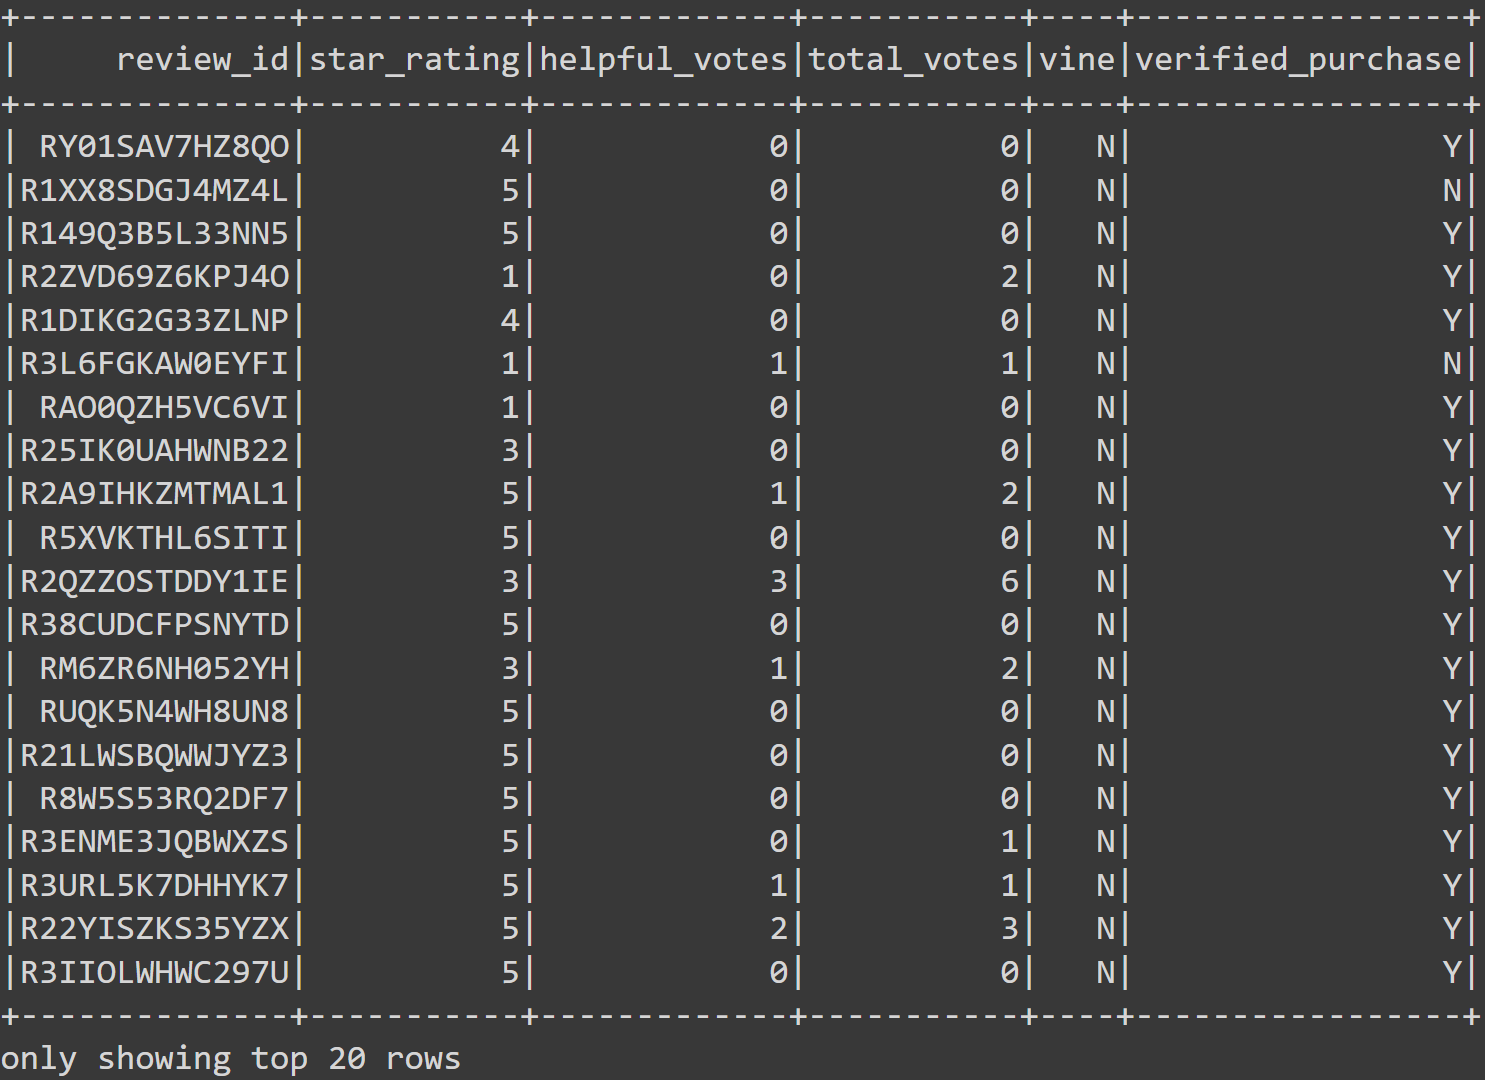 +--------------+-----------+-------------+-----------+----+-----------------+
|     review_id|star_rating|helpful_votes|total_votes|vine|verified_purchase|
+--------------+-----------+-------------+-----------+----+-----------------+
| RY01SAV7HZ8QO|          4|            0|          0|   N|                Y|
|R1XX8SDGJ4MZ4L|          5|            0|          0|   N|                N|
|R149Q3B5L33NN5|          5|            0|          0|   N|                Y|
|R2ZVD69Z6KPJ4O|          1|            0|          2|   N|                Y|
|R1DIKG2G33ZLNP|          4|            0|          0|   N|                Y|
|R3L6FGKAW0EYFI|          1|            1|          1|   N|                N|
| RAO0QZH5VC6VI|          1|            0|          0|   N|                Y|
|R25IK0UAHWNB22|          3|            0|          0|   N|                Y|
|R2A9IHKZMTMAL1|          5|            1|          2|   N|                Y|
| R5XVKTHL6SITI|          5|            0|          0|   N|                Y|
|R2QZZOSTDDY1IE|          3|            3|          6|   N|                Y|
|R38CUDCFPSNYTD|          5|            0|          0|   N|                Y|
| RM6ZR6NH052YH|          3|            1|          2|   N|                Y|
| RUQK5N4WH8UN8|          5|            0|          0|   N|                Y|
|R21LWSBQWWJYZ3|          5|            0|          0|   N|                Y|
| R8W5S53RQ2DF7|          5|            0|          0|   N|                Y|
|R3ENME3JQBWXZS|          5|            0|          1|   N|                Y|
|R3URL5K7DHHYK7|          5|            1|          1|   N|                Y|
|R22YISZKS35YZX|          5|            2|          3|   N|                Y|
|R3IIOLWHWC297U|          5|            0|          0|   N|                Y|
+--------------+-----------+-------------+-----------+----+-----------------+
only showing top 20 rows